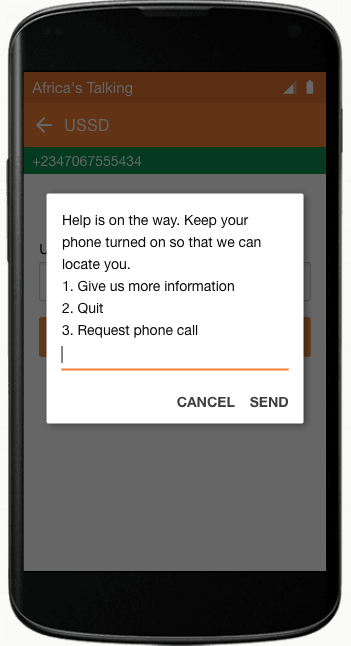 Africa's Talking
USSD
+2347067555434
U
Help is on the way. Keep your
phone turned on so that we can
locate you.
1. Give us more information
2. Quit
3. Request phone call
CANCEL SEND